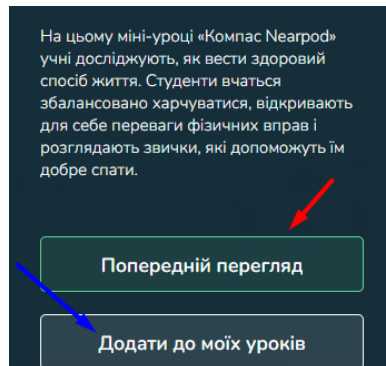 На цьому міні-уроці «Компас Nearpod»
учні досліджують, як вести здоровий
спосіб життя. Студенти вчаться
збалансовано харчуватися, відкривають
для себе переваги фізичних вправ і
розглядають звички, які допоможуть їм
добре спати.
Попередній перегляд
Додати до моїх уроків